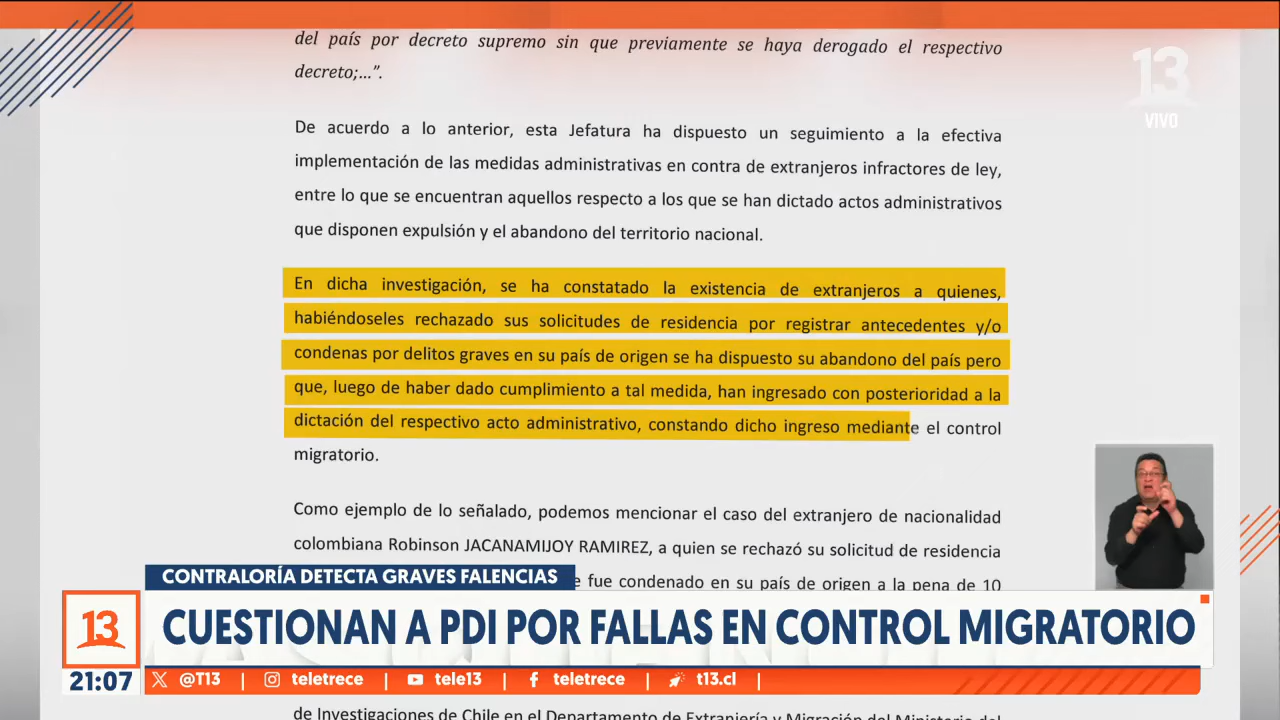 del país por decreto supremo sin que previamente se haya derogado el respectivo
decreto;...”.
13
VIVO
De acuerdo a lo anterior, esta Jefatura ha dispuesto un seguimiento a la efectiva
implementación de las medidas administrativas en contra de extranjeros infractores de ley,
entre lo que se encuentran aquellos respecto a los que se han dictado actos administrativos
que disponen expulsión y el abandono del territorio nacional.
En dicha investigación, se ha constatado la existencia de extranjeros a quienes,
habiéndoseles rechazado sus solicitudes de residencia por registrar antecedentes y/o
condenas por delitos graves en su país de origen se ha dispuesto su abandono del país pero
que, luego de haber dado cumplimiento a tal medida, han ingresado con posterioridad a la
dictación del respectivo acto administrativo, constando dicho ingreso mediante el control
migratorio.
Como ejemplo de lo señalado, podemos mencionar el caso del extranjero de nacionalidad
colombiana Robinson JACANAMIJOY RAMIREZ, a quien se rechazó su solicitud de residencia
e fue condenado en su país de origen a la pena de 10
CONTRALORÍA DETECTA GRAVES FALENCIAS
13
CUESTIONAN A PDI POR FALLAS EN CONTROL MIGRATORIO
21:07
@T13 | teletrece | tele13 | teletrece | t13.cl |
de Investigaciones de Chile en el Departamento de Extranjería y Migración del Ministerio del